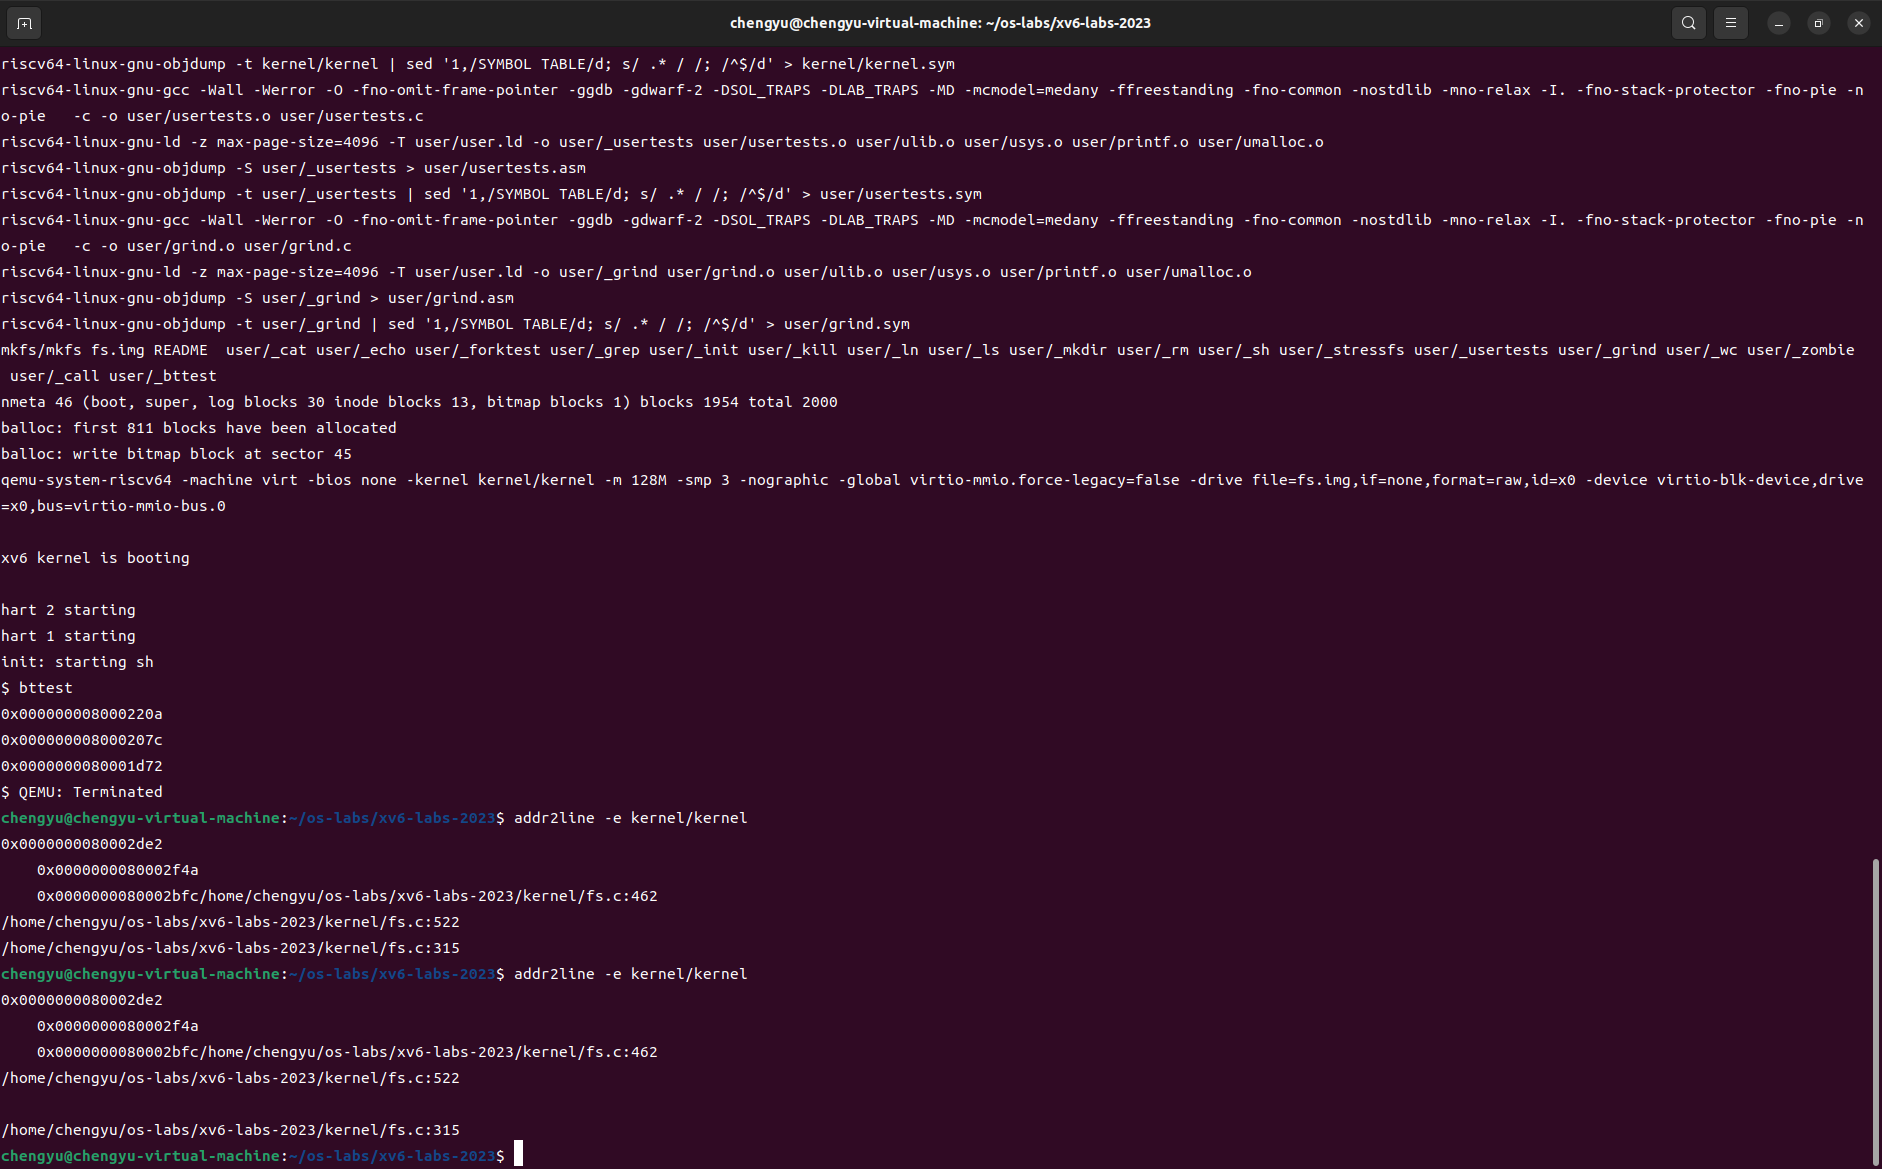 chengyu@chengyu-virtual-machine: ~/os-labs/xv6-labs-2023
riscv64-linux-gnu-objdump -t kernel/kernel | sed '1,/SYMBOL TABLE/d; s/ .* / /; /^$/d' > kernel/kernel.sym
riscv64-linux-gnu-gcc -Wall -Werror -O -fno-omit-frame-pointer -ggdb -gdwarf-2 -DSOL_TRAPS -DLAB_TRAPS -MD -mcmodel=medany -ffreestanding -fno-common -nostdlib -mno-relax -I. -fno-stack-protector -fno-pie -n
o-pie   -c -o user/usertests.o user/usertests.c
riscv64-linux-gnu-ld -z max-page-size=4096 -T user/user.ld -o user/_usertests user/usertests.o user/ulib.o user/usys.o user/printf.o user/umalloc.o
riscv64-linux-gnu-objdump -S user/_usertests > user/usertests.asm
riscv64-linux-gnu-objdump -t user/_usertests | sed '1,/SYMBOL TABLE/d; s/ .* / /; /^$/d' > user/usertests.sym
riscv64-linux-gnu-gcc -Wall -Werror -O -fno-omit-frame-pointer -ggdb -gdwarf-2 -DSOL_TRAPS -DLAB_TRAPS -MD -mcmodel=medany -ffreestanding -fno-common -nostdlib -mno-relax -I. -fno-stack-protector -fno-pie -n
o-pie   -c -o user/grind.o user/grind.c
riscv64-linux-gnu-ld -z max-page-size=4096 -T user/user.ld -o user/_grind user/grind.o user/ulib.o user/usys.o user/printf.o user/umalloc.o
riscv64-linux-gnu-objdump -S user/_grind > user/grind.asm
riscv64-linux-gnu-objdump -t user/_grind | sed '1,/SYMBOL TABLE/d; s/ .* / /; /^$/d' > user/grind.sym
mkfs/mkfs fs.img README  user/_cat user/_echo user/_forktest user/_grep user/_init user/_kill user/_ln user/_ls user/_mkdir user/_rm user/_sh user/_stressfs user/_usertests user/_grind user/_wc user/_zombie
 user/_call user/_bttest
nmeta 46 (boot, super, log blocks 30 inode blocks 13, bitmap blocks 1) blocks 1954 total 2000
balloc: first 811 blocks have been allocated
balloc: write bitmap block at sector 45
qemu-system-riscv64 -machine virt -bios none -kernel kernel/kernel -m 128M -smp 3 -nographic -global virtio-mmio.force-legacy=false -drive file=fs.img,if=none,format=raw,id=x0 -device virtio-blk-device,drive
=x0,bus=virtio-mmio-bus.0
xv6 kernel is booting
hart 2 starting
hart 1 starting
init: starting sh
$ bttest
0x000000008000220a
0x000000008000207c
0x0000000080001d72
$ QEMU: Terminated
chengyu@chengyu-virtual-machine:~/os-labs/xv6-labs-2023$ addr2line -e kernel/kernel
0x0000000080002de2
    0x0000000080002f4a
    0x0000000080002bfc/home/chengyu/os-labs/xv6-labs-2023/kernel/fs.c:462
/home/chengyu/os-labs/xv6-labs-2023/kernel/fs.c:522
/home/chengyu/os-labs/xv6-labs-2023/kernel/fs.c:315
chengyu@chengyu-virtual-machine:~/os-labs/xv6-labs-2023$ addr2line -e kernel/kernel
0x0000000080002de2
    0x0000000080002f4a
    0x0000000080002bfc/home/chengyu/os-labs/xv6-labs-2023/kernel/fs.c:462
/home/chengyu/os-labs/xv6-labs-2023/kernel/fs.c:522
/home/chengyu/os-labs/xv6-labs-2023/kernel/fs.c:315
chengyu@chengyu-virtual-machine:~/os-labs/xv6-labs-2023$